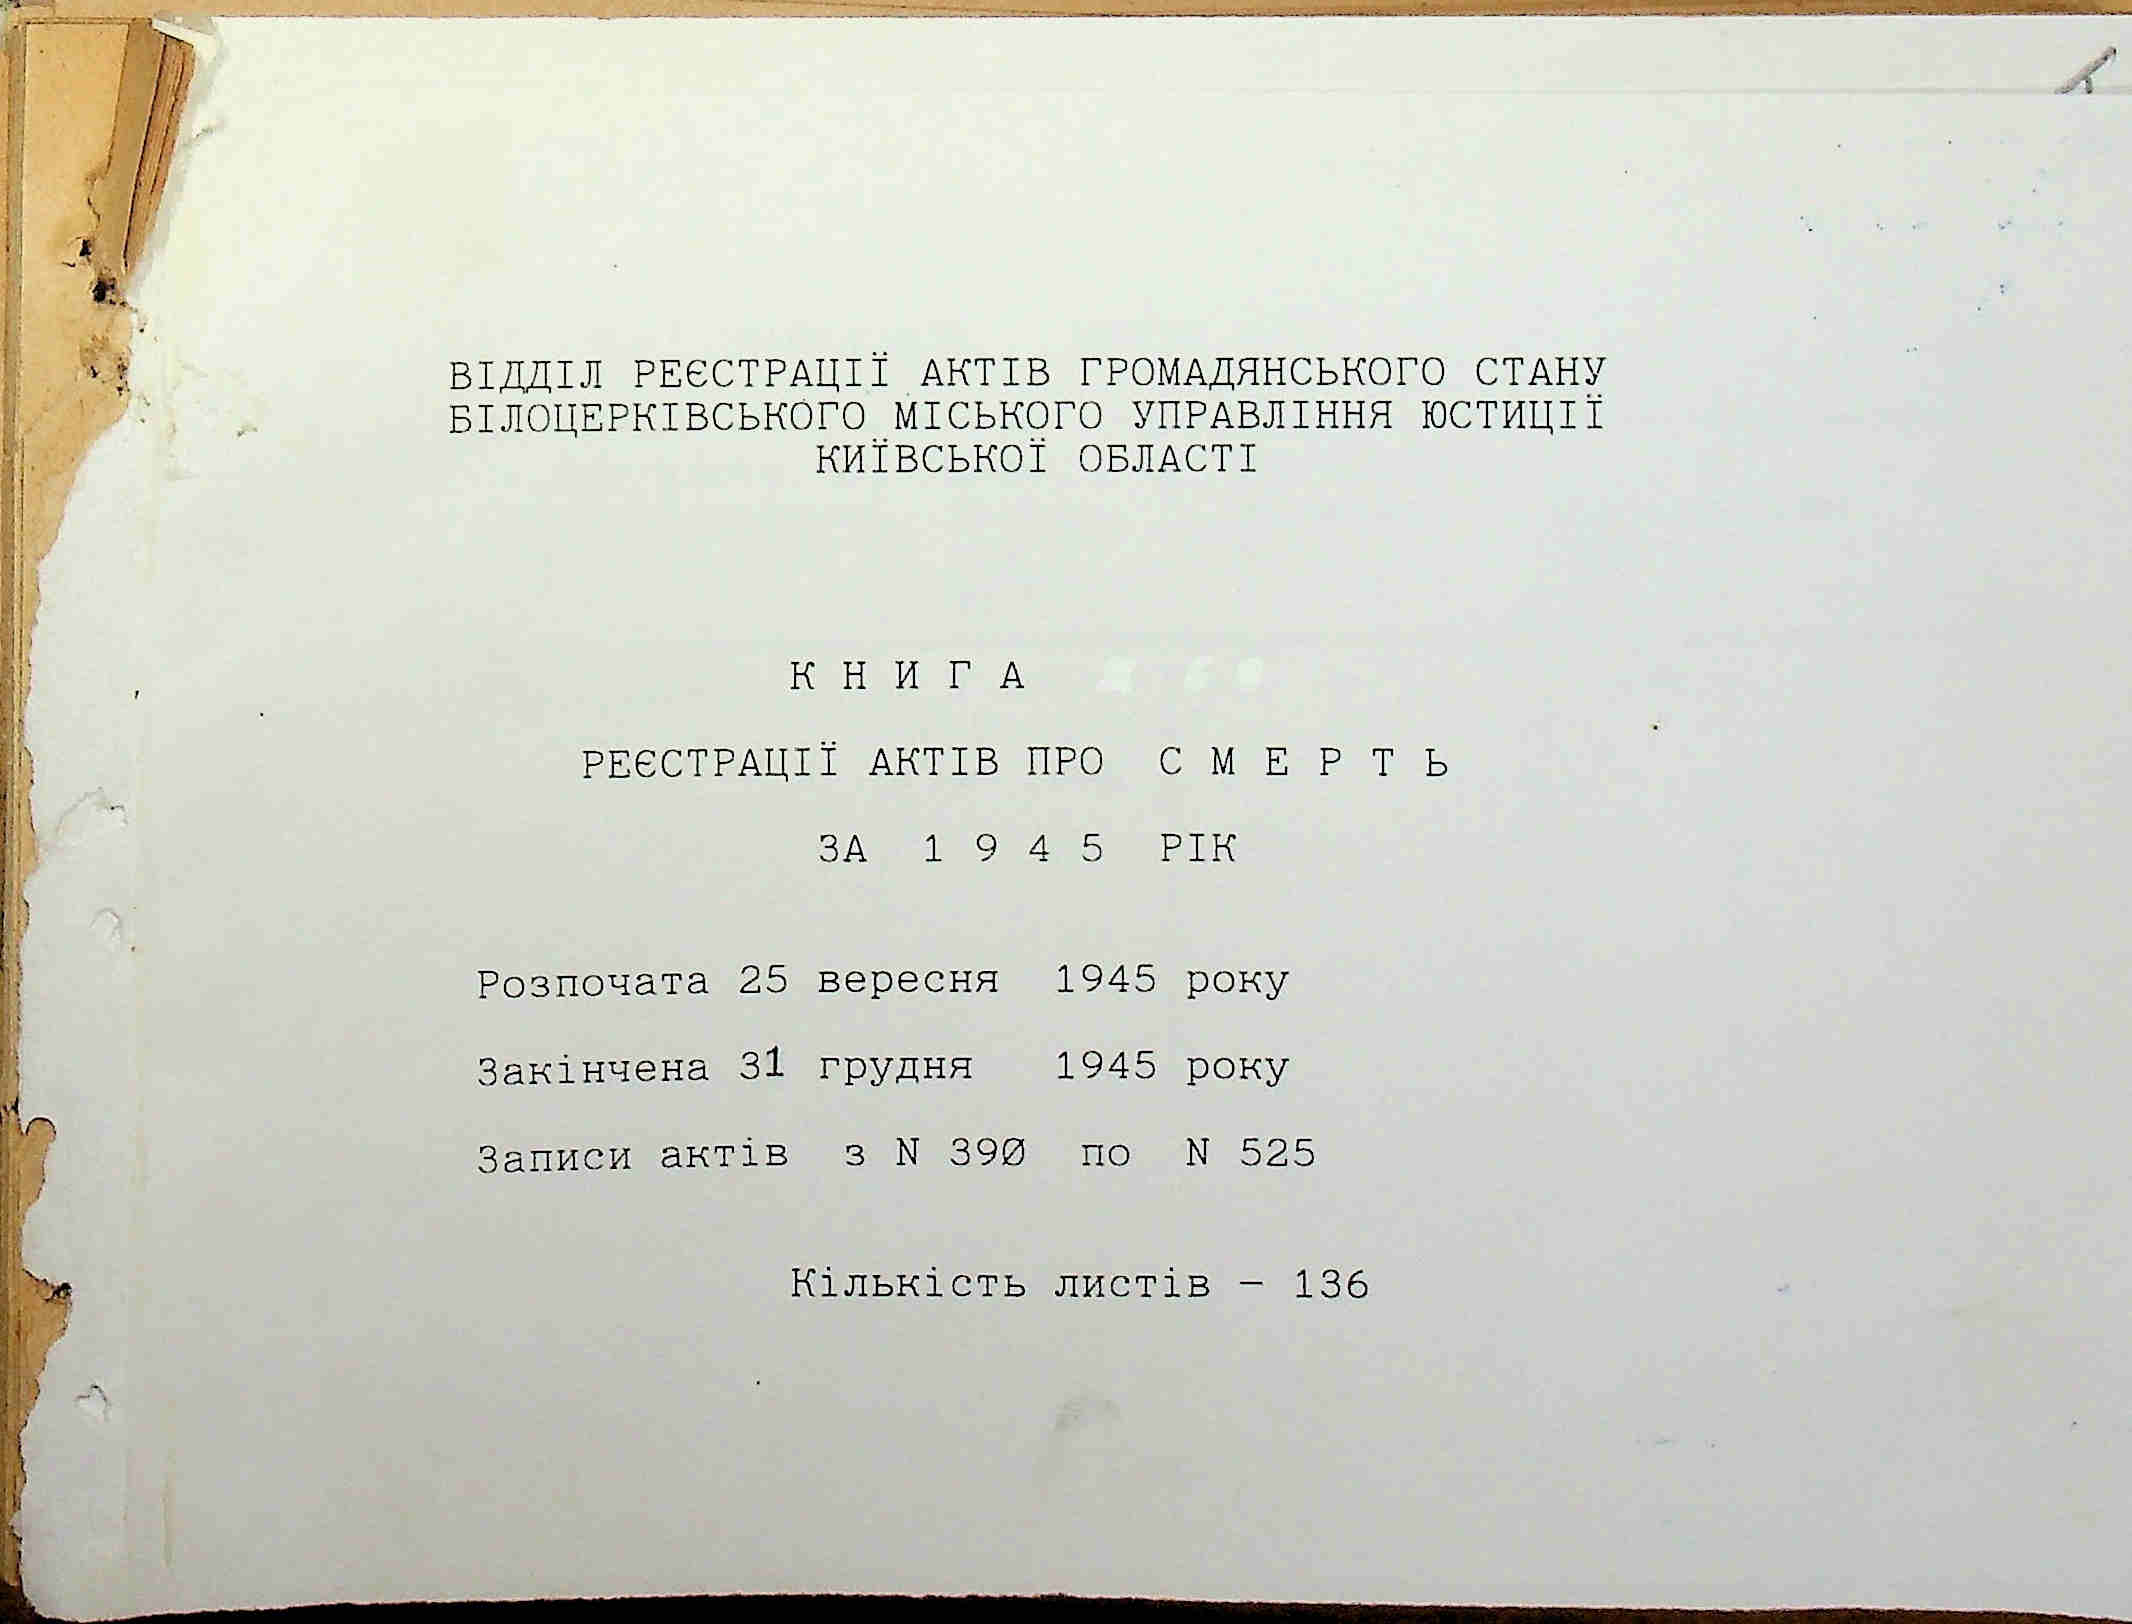 ВІДДІЛ РЕЄСТРАЦІЇ АКТІВ ГРОМАДЯНСЬКОГО СТАНУ
БІЛОЦЕРКІВСЬКОГО МІСЬКОГО УПРАВЛІННЯ ЮСТИЦІЇ
КИЇВСЬКОЇ ОБЛАСТІ
К Н И Г А
РЕЄСТРАЦІЇ АКТІВ ПРО С М Е Р Т Ь
ЗА 1 9 4 5 РІК
Розпочата 25 вересня 1945 року
Закінчена 31 грудня 1945 року
Записи актів з N 390 по N 525
Кількість листів – 136